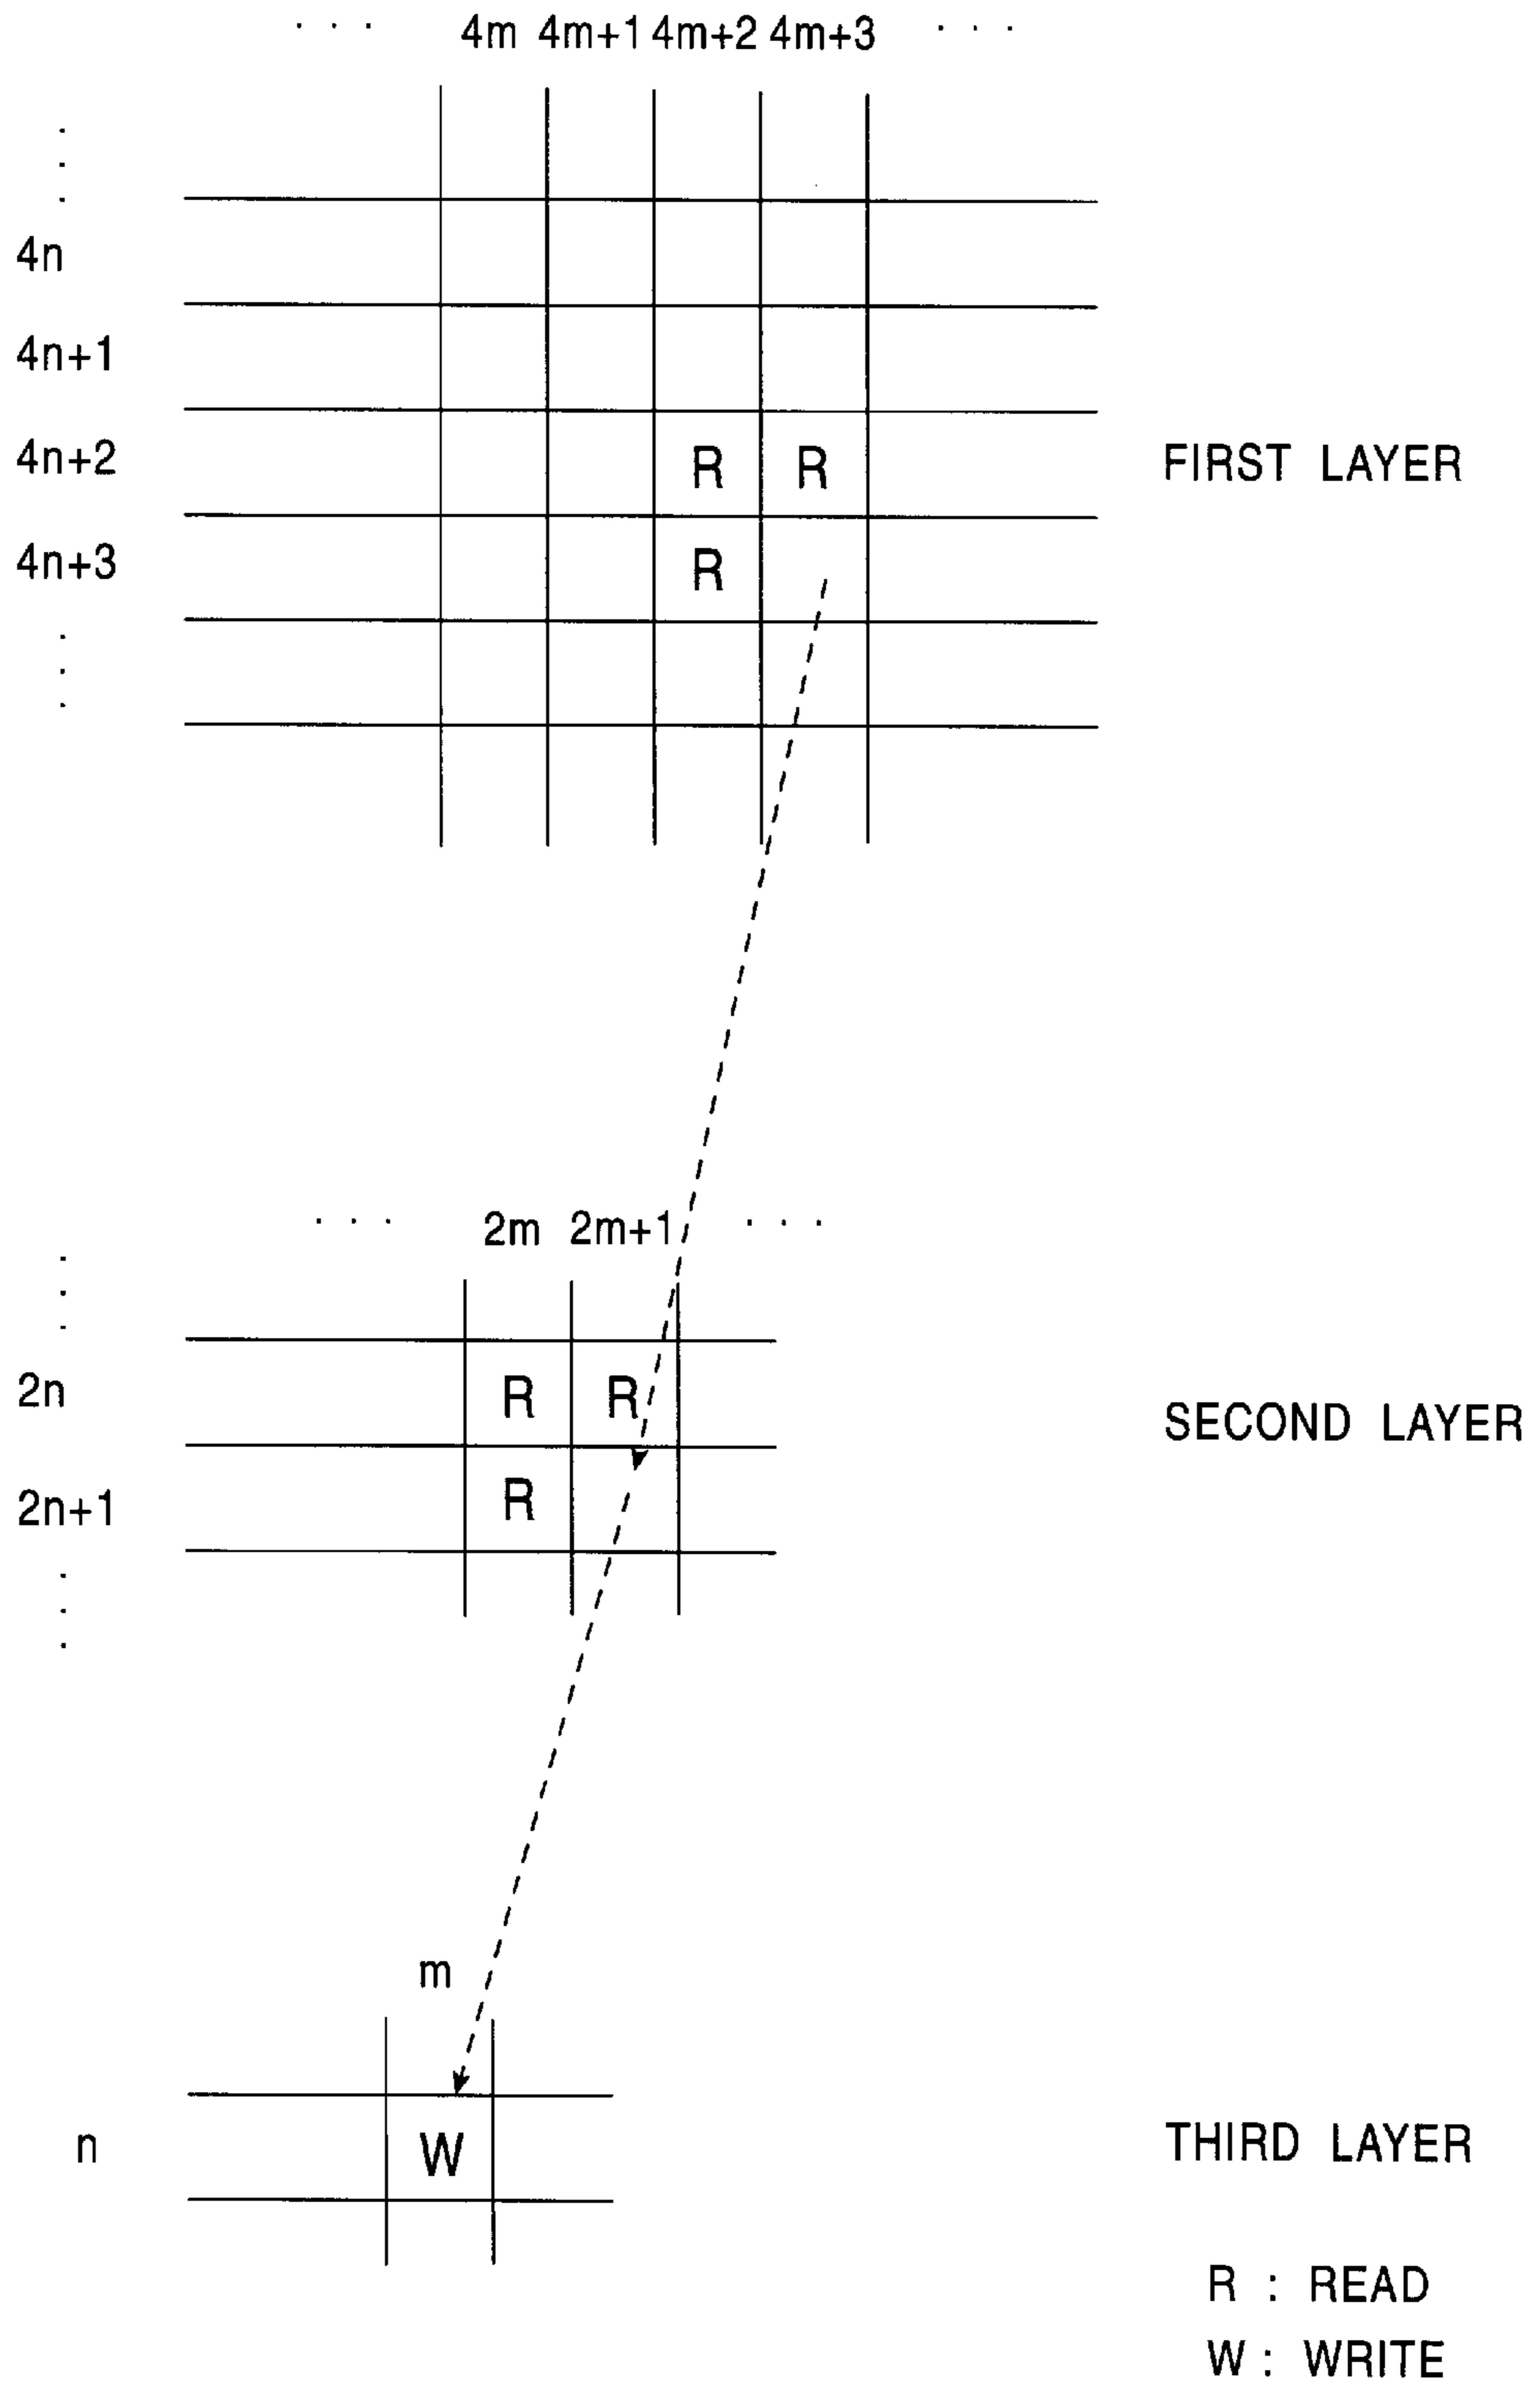 · · · 4m 4m+1 4m+2 4m+3 · · ·
4n
4n+1
4n+2 R R FIRST LAYER
4n+3 R
· · · 2m 2m+1 · · ·
2n R R
SECOND LAYER
2n+1 R
m
n W THIRD LAYER
R : READ
W : WRITE